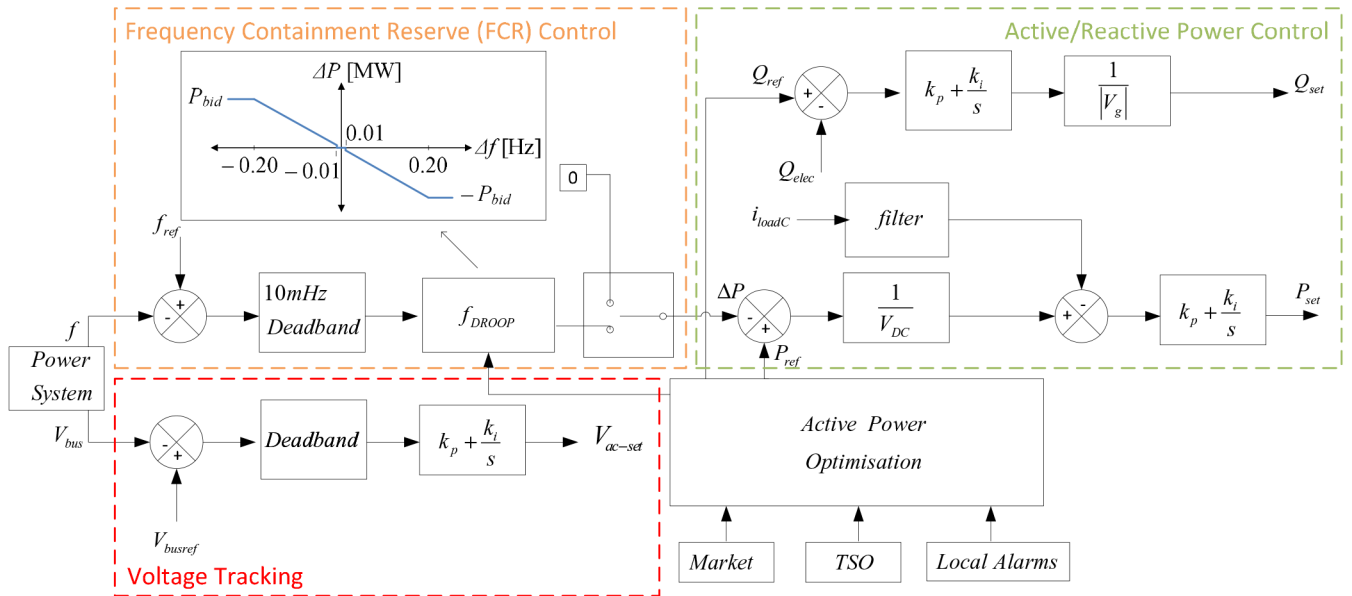 Frequency Containment Reserve (FCR) Control
ΔP [MW]
P_bid
0.01
Δf [Hz]
−0.20
−0.01
0.20
−P_bid
0
f_ref
+
-
10mHz
Deadband
f_DROOP
f
Power
System
V_bus
-
+
Deadband
k_p + k_i/s
V_ac−set
V_busref
Voltage Tracking
Active/Reactive Power Control
Q_ref
+
-
k_p + k_i/s
1/|V_g|
Q_set
Q_elec
i_loadC
filter
ΔP
-
+
1/V_DC
-
+
k_p + k_i/s
P_set
P_ref
Active Power
Optimisation
Market
TSO
Local Alarms